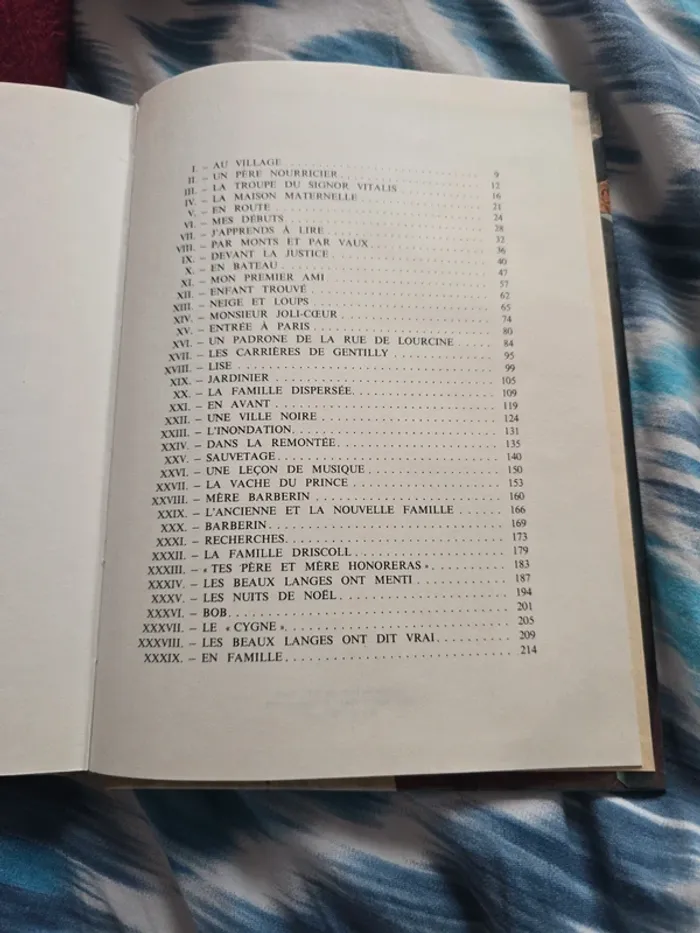 I. – AU VILLAGE . . . . . . . . . . . . . . . . . . . . 9
II. – UN PÈRE NOURRICIER . . . . . . . . . . . . . . . . 12
III. – LA TROUPE DU SIGNOR VITALIS . . . . . . . . . . . 16
IV. – LA MAISON MATERNELLE . . . . . . . . . . . . . . 21
V. – EN ROUTE . . . . . . . . . . . . . . . . . . . . 24
VI. – MES DÉBUTS . . . . . . . . . . . . . . . . . . . 28
VII. – J'APPRENDS À LIRE . . . . . . . . . . . . . . . 32
VIII. – PAR MONTS ET PAR VAUX . . . . . . . . . . . . . 36
IX. – DEVANT LA JUSTICE . . . . . . . . . . . . . . . 40
X. – EN BATEAU . . . . . . . . . . . . . . . . . . . 47
XI. – MON PREMIER AMI . . . . . . . . . . . . . . . . 57
XII. – ENFANT TROUVÉ . . . . . . . . . . . . . . . . . 62
XIII. – NEIGE ET LOUPS . . . . . . . . . . . . . . . . 65
XIV. – MONSIEUR JOLI-CŒUR . . . . . . . . . . . . . . 74
XV. – ENTRÉE À PARIS . . . . . . . . . . . . . . . . 80
XVI. – UN PADRONE DE LA RUE DE LOURCINE . . . . . . . 84
XVII. – LES CARRIÈRES DE GENTILLY . . . . . . . . . . 95
XVIII. – LISE . . . . . . . . . . . . . . . . . . . . 99
XIX. – JARDINIER . . . . . . . . . . . . . . . . . . 105
XX. – LA FAMILLE DISPERSÉE. . . . . . . . . . . . . 109
XXI. – EN AVANT . . . . . . . . . . . . . . . . . . 119
XXII. – UNE VILLE NOIRE . . . . . . . . . . . . . . 124
XXIII. – L'INONDATION. . . . . . . . . . . . . . . . 131
XXIV. – DANS LA REMONTÉE. . . . . . . . . . . . . . 135
XXV. – SAUVETAGE . . . . . . . . . . . . . . . . . 140
XXVI. – UNE LEÇON DE MUSIQUE . . . . . . . . . . . 150
XXVII. – LA VACHE DU PRINCE . . . . . . . . . . . . 153
XXVIII. – MÈRE BARBERIN . . . . . . . . . . . . . . 160
XXIX. – L'ANCIENNE ET LA NOUVELLE FAMILLE . . . . . 166
XXX. – BARBERIN. . . . . . . . . . . . . . . . . . 169
XXXI. – RECHERCHES. . . . . . . . . . . . . . . . . 173
XXXII. – LA FAMILLE DRISCOLL . . . . . . . . . . . 179
XXXIII. – « TES PÈRE ET MÈRE HONORERAS ». . . . . . 183
XXXIV. – LES BEAUX LANGES ONT MENTI . . . . . . . . 187
XXXV. – LES NUITS DE NOËL. . . . . . . . . . . . . 194
XXXVI. – BOB. . . . . . . . . . . . . . . . . . . . 201
XXXVII. – LE « CYGNE ». . . . . . . . . . . . . . . 205
XXXVIII. – LES BEAUX LANGES ONT DIT VRAI. . . . . . 209
XXXIX. – EN FAMILLE. . . . . . . . . . . . . . . . 214